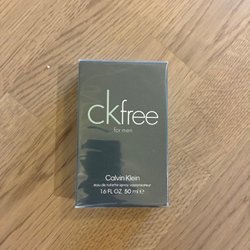 ckfree
for men
Calvin Klein
eau de toilette spray vaporisateur
1.6 FL OZ 50 ml ℮